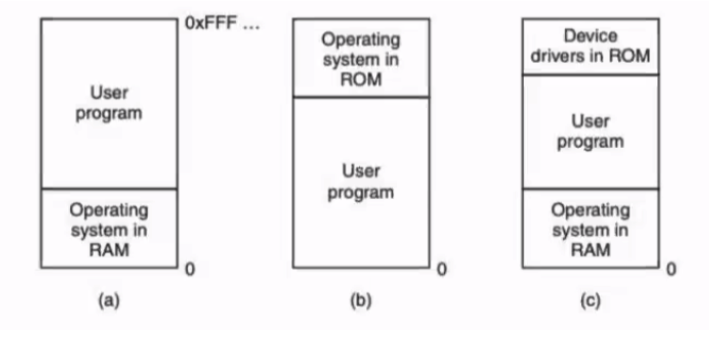 0xFFF ...
User
program
Operating
system in
RAM
0
(a)
Operating
system in
ROM
User
program
0
(b)
Device
drivers in ROM
User
program
Operating
system in
RAM
0
(c)